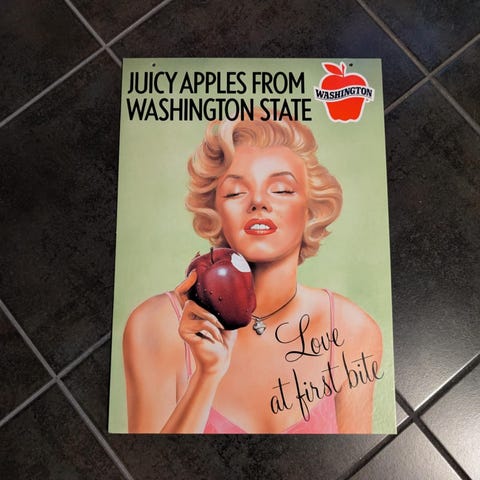 JUICY APPLES FROM
WASHINGTON STATE
WASHINGTON
Love
at first bite